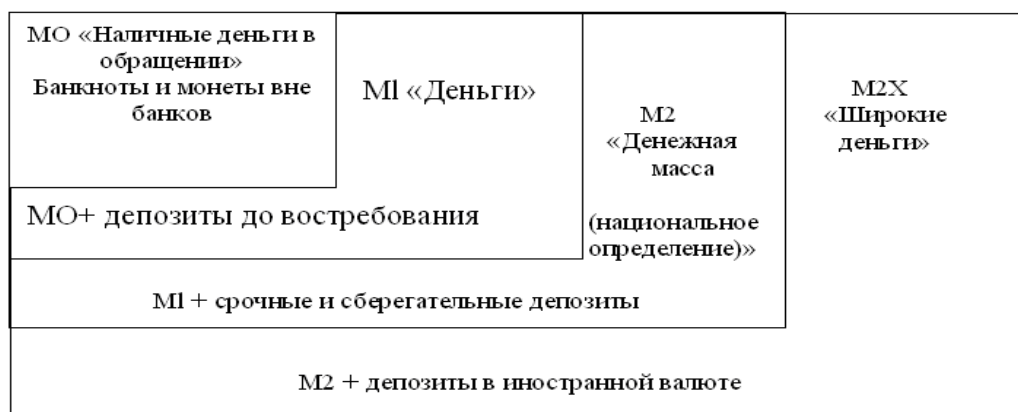 МО «Наличные деньги в
обращении»
Банкноты и монеты вне
банков
Ml «Деньги»
М2
«Денежная
масса
(национальное
определение)»
М2Х
«Широкие
деньги»
МО+ депозиты до востребования
Ml + срочные и сберегательные депозиты
М2 + депозиты в иностранной валюте